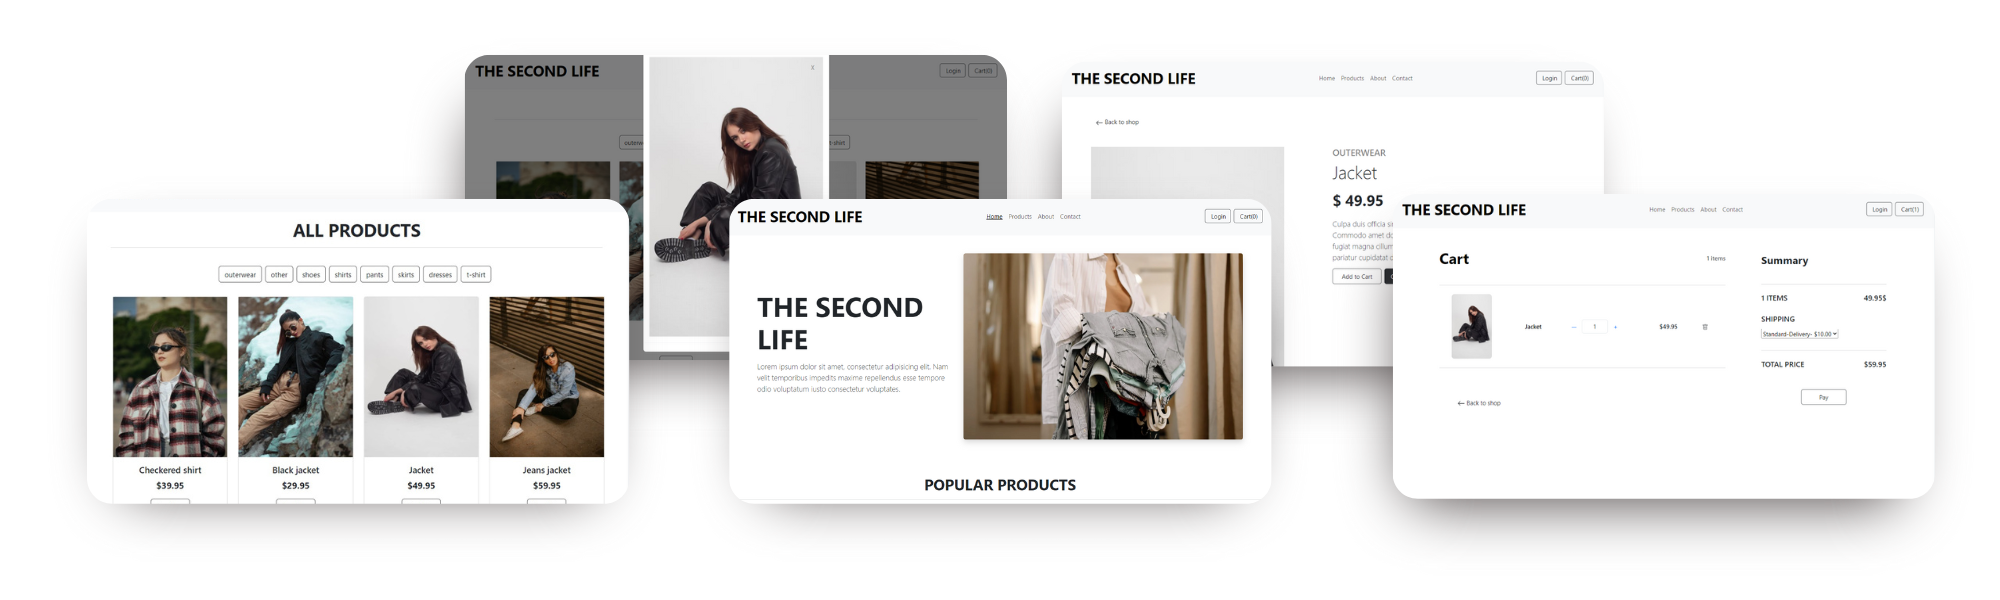 THE SECOND LIFE
Login
Cart(0)
X
t-shirt
THE SECOND LIFE
Home Products About Contact
Login
Cart(0)
← Back to shop
OUTERWEAR
Jacket
$ 49.95
Culpa duis officia
Commodo amet
fugiat magna cillum
pariatur cupidatat
Add to Cart
ALL PRODUCTS
outerwear other shoes shirts pants skirts dresses t-shirt
Checkered shirt
$39.95
Black jacket
$29.95
Jacket
$49.95
Jeans jacket
$59.95
THE SECOND LIFE
Home Products About Contact
Login
Cart(0)
THE SECOND
LIFE
Lorem ipsum dolor sit amet, consectetur adipisicing elit. Nam
velit temporibus impedits maxime repellendus esse tempore
odio voluptatum iusto consectetur voluptates.
POPULAR PRODUCTS
THE SECOND LIFE
Home Products About Contact
Login
Cart(1)
Cart
1 items
Jacket
— 1 +
$49.95
← Back to shop
Summary
1 ITEMS 49.95$
SHIPPING
Standard-Delivery- $10.00
TOTAL PRICE $59.95
Pay